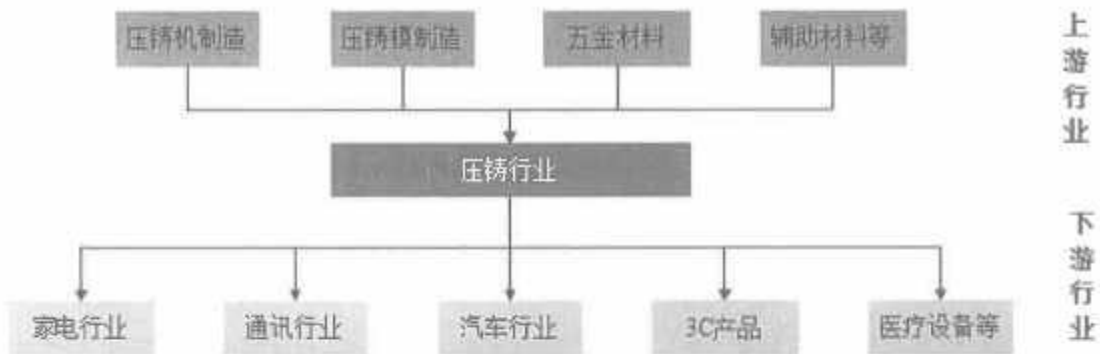 压铸机制造
压铸模制造
五金材料
辅助材料等
上游行业
压铸行业
下游行业
家电行业
通讯行业
汽车行业
3C产品
医疗设备等